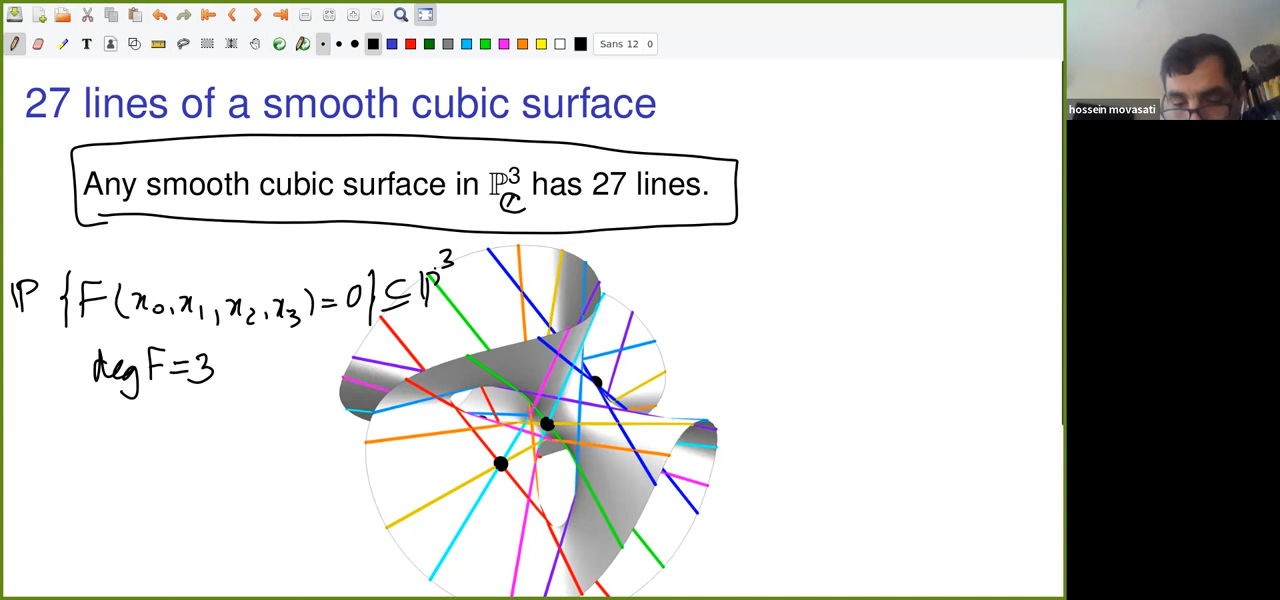 Sans 12 0
hossein movasati
27 lines of a smooth cubic surface
Any smooth cubic surface in ℙ³_ℂ has 27 lines.
ℙ {F(x₀,x₁,x₂,x₃)=0} ⊆ ℙ³
deg F=3